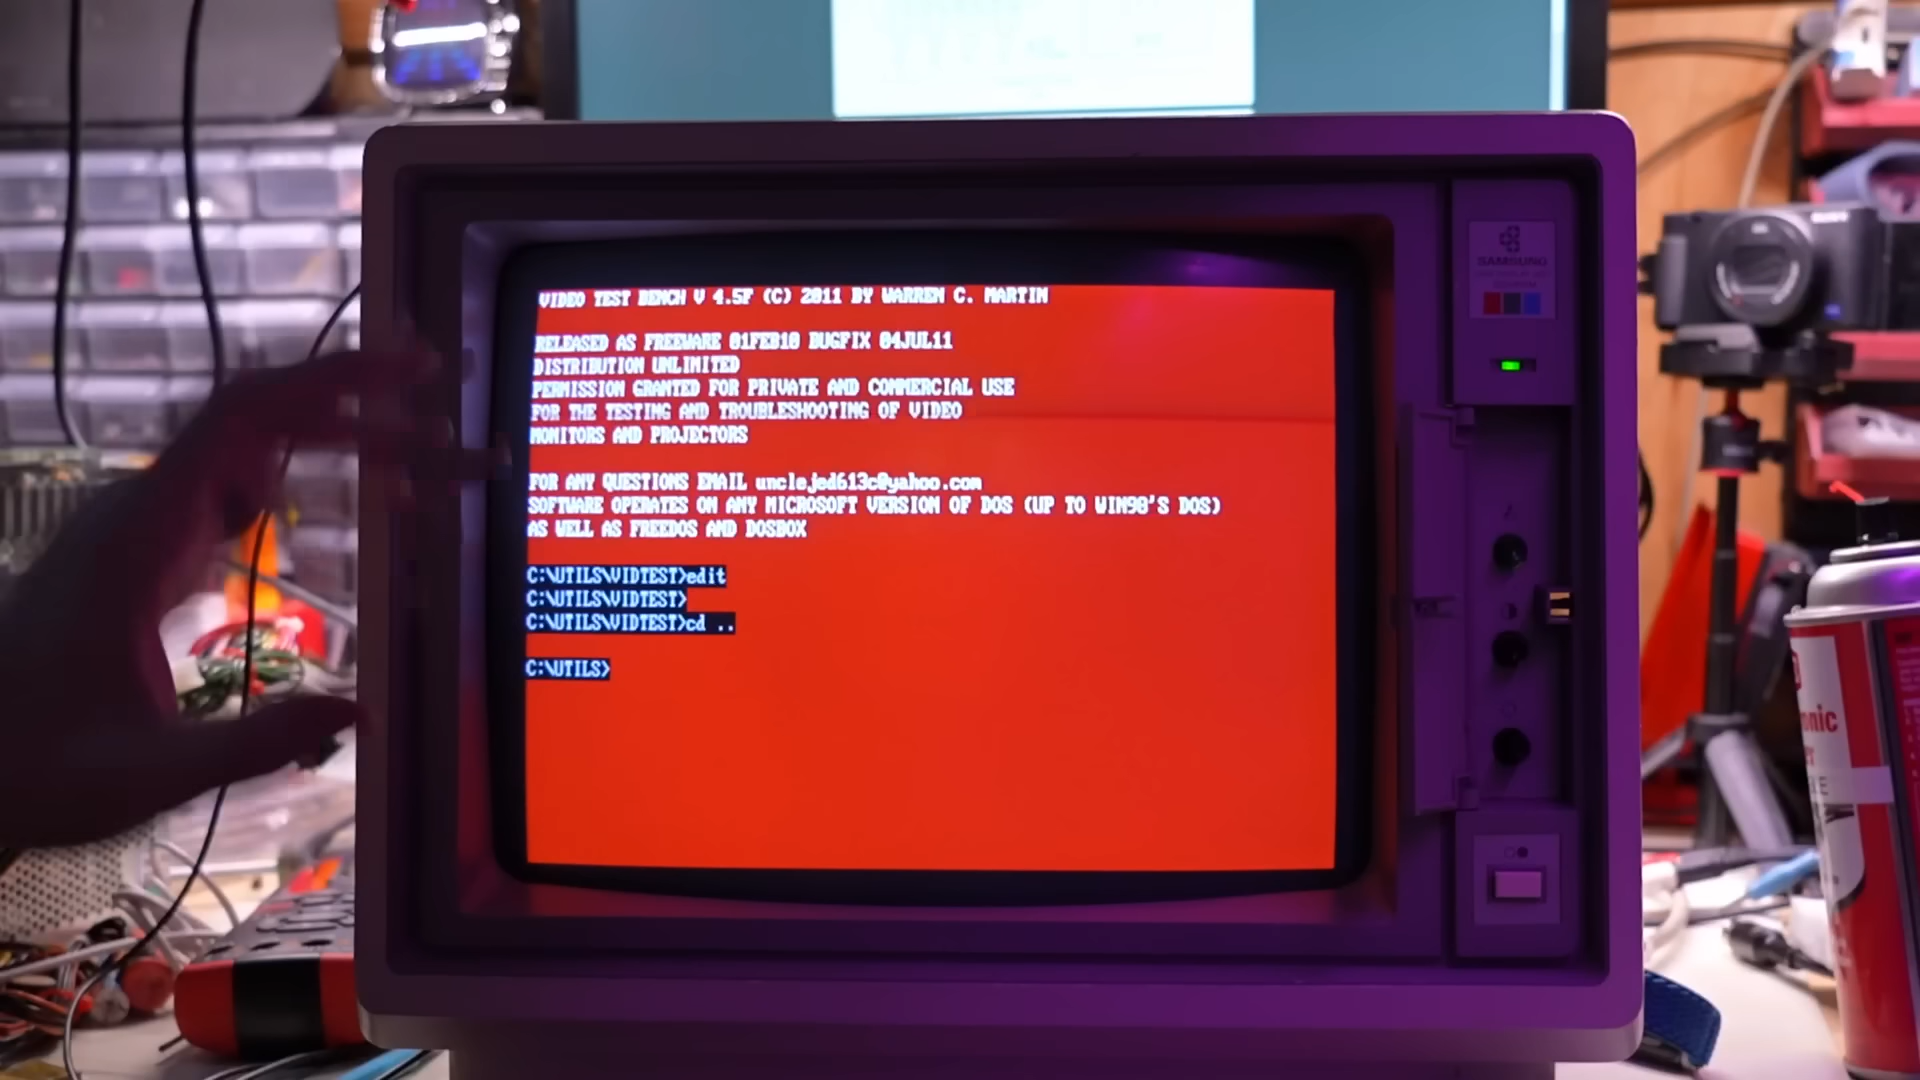 VIDEO TEST BENCH V 4.5F (C) 2011 BY WARREN C. MARTIN
RELEASED AS FREEWARE 01FEB10 BUGFIX 04JUL11
DISTRIBUTION UNLIMITED
PERMISSION GRANTED FOR PRIVATE AND COMMERCIAL USE
FOR THE TESTING AND TROUBLESHOOTING OF VIDEO
MONITORS AND PROJECTORS
FOR ANY QUESTIONS EMAIL unclejed613c@yahoo.com
SOFTWARE OPERATES ON ANY MICROSOFT VERSION OF DOS (UP TO WIN98'S DOS)
AS WELL AS FREEDOS AND DOSBOX
C:\UTILS\VIDTEST>edit
C:\UTILS\VIDTEST>
C:\UTILS\VIDTEST>cd ..
C:\UTILS>
SAMSUNG
SONY
onic